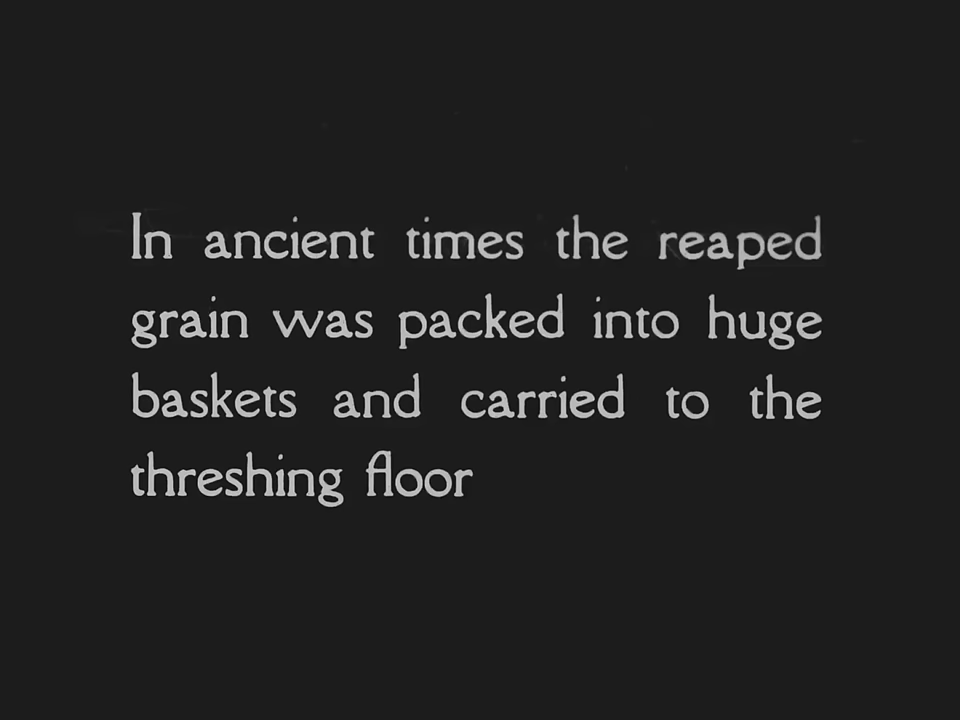 In ancient times the reaped
grain was packed into huge
baskets and carried to the
threshing floor